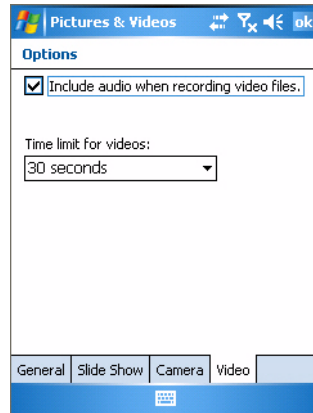 Pictures & Videos ok
Options
Include audio when recording video files.
Time limit for videos:
30 seconds
General Slide Show Camera Video